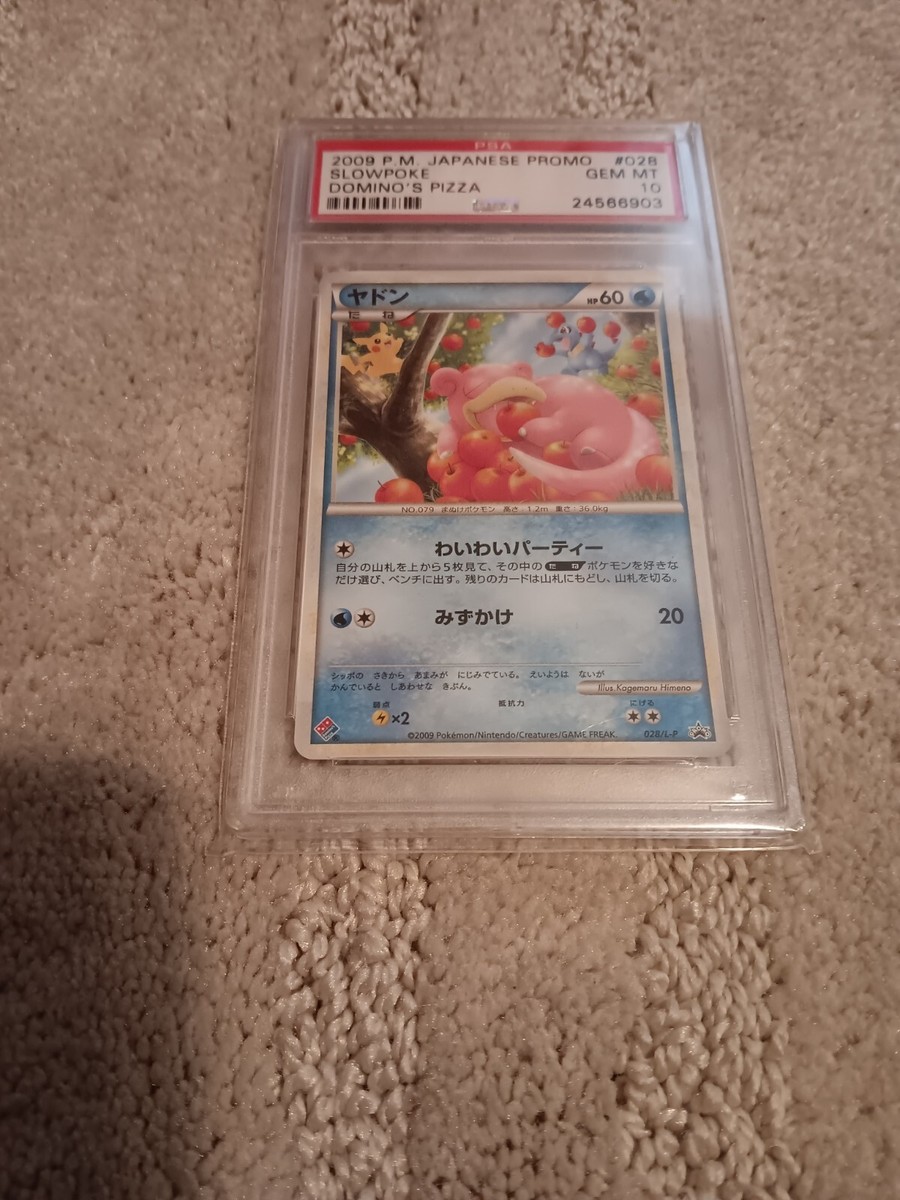 PSA
2009 P.M. JAPANESE PROMO #028
SLOWPOKE GEM MT
DOMINO'S PIZZA 10
24566903
ヤドン HP60
たね
NO.079 まぬけポケモン 高さ:1.2m 重さ:36.0kg
わいわいパーティー
自分の山札を上から5枚見て、その中の たね ポケモンを好きな
だけ選び、ベンチに出す。残りのカードは山札にもどし、山札を切る。
みずかけ 20
シッポの さきから あまみが にじみでている。えいようは ないが
かんでいると しあわせな きぶん。
Illus. Kagemaru Himeno
弱点 抵抗力 にげる
×2
©2009 Pokémon/Nintendo/Creatures/GAME FREAK. 028/L-P